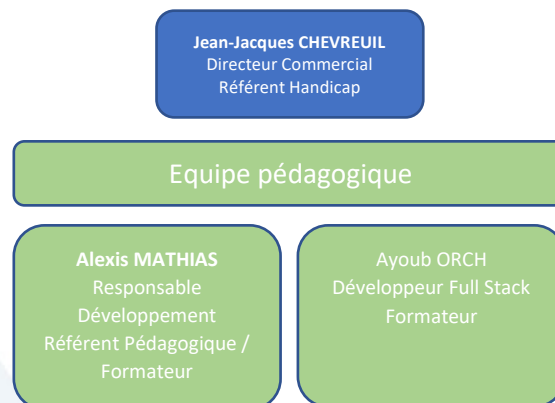 Jean-Jacques CHEVREUIL
Directeur Commercial
Référent Handicap
Equipe pédagogique
Alexis MATHIAS
Responsable
Développement
Référent Pédagogique /
Formateur
Ayoub ORCH
Développeur Full Stack
Formateur